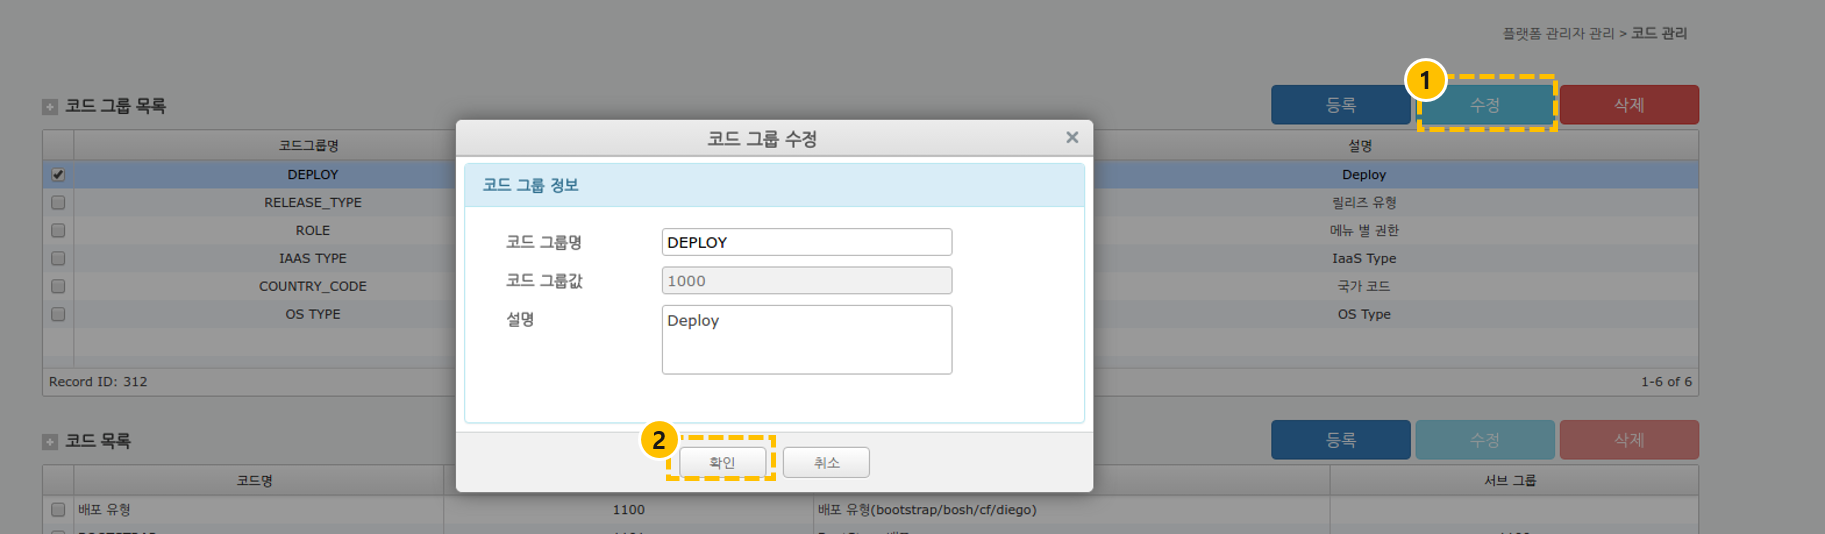 플랫폼 관리자 관리 > 코드 관리
1
코드 그룹 목록
등록 수정 삭제
코드그룹명 설명
DEPLOY Deploy
RELEASE_TYPE 릴리즈 유형
ROLE 메뉴 별 권한
IAAS TYPE IaaS Type
COUNTRY_CODE 국가 코드
OS TYPE OS Type
Record ID: 312 1-6 of 6
코드 그룹 수정 ×
코드 그룹 정보
코드 그룹명 DEPLOY
코드 그룹값 1000
설명 Deploy
2
확인 취소
코드 목록
등록 수정 삭제
코드명 서브 그룹
배포 유형 1100 배포 유형(bootstrap/bosh/cf/diego)